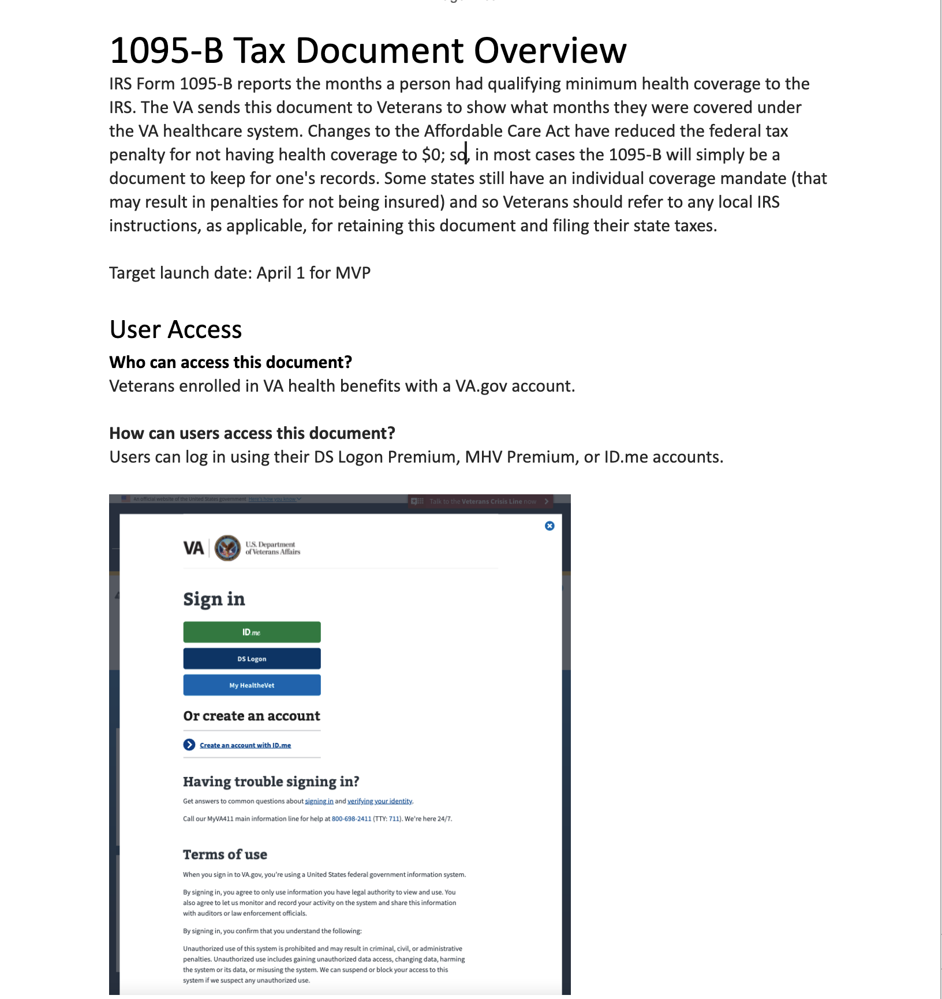 1095-B Tax Document Overview
IRS Form 1095-B reports the months a person had qualifying minimum health coverage to the
IRS. The VA sends this document to Veterans to show what months they were covered under
the VA healthcare system. Changes to the Affordable Care Act have reduced the federal tax
penalty for not having health coverage to $0; so, in most cases the 1095-B will simply be a
document to keep for one's records. Some states still have an individual coverage mandate (that
may result in penalties for not being insured) and so Veterans should refer to any local IRS
instructions, as applicable, for retaining this document and filing their state taxes.
Target launch date: April 1 for MVP
User Access
Who can access this document?
Veterans enrolled in VA health benefits with a VA.gov account.
How can users access this document?
Users can log in using their DS Logon Premium, MHV Premium, or ID.me accounts.
An official website of the United States government. Here's how you know
Talk to the Veterans Crisis Line now
VA
U.S. Department
of Veterans Affairs
Sign in
ID.me
DS Logon
My HealtheVet
Or create an account
Create an account with ID.me
Having trouble signing in?
Get answers to common questions about signing in and verifying your identity.
Call our MyVA411 main information line for help at 800-698-2411 (TTY: 711). We're here 24/7.
Terms of use
When you sign in to VA.gov, you're using a United States federal government information system.
By signing in, you agree to only use information you have legal authority to view and use. You
also agree to let us monitor and record your activity on the system and share this information
with auditors or law enforcement officials.
By signing in, you confirm that you understand the following:
Unauthorized use of this system is prohibited and may result in criminal, civil, or administrative
penalties. Unauthorized use includes gaining unauthorized data access, changing data, harming
the system or its data, or misusing the system. We can suspend or block your access to this
system if we suspect any unauthorized use.